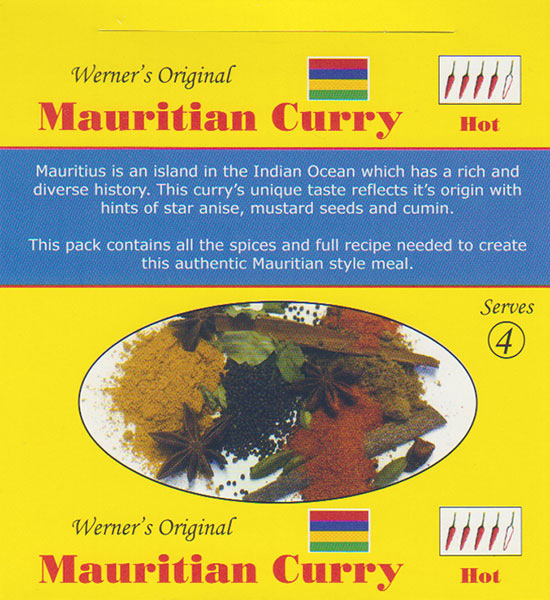 Werner's Original
Mauritian Curry
Hot
Mauritius is an island in the Indian Ocean which has a rich and
diverse history. This curry's unique taste reflects it's origin with
hints of star anise, mustard seeds and cumin.
This pack contains all the spices and full recipe needed to create
this authentic Mauritian style meal.
Serves
4
Werner's Original
Mauritian Curry
Hot